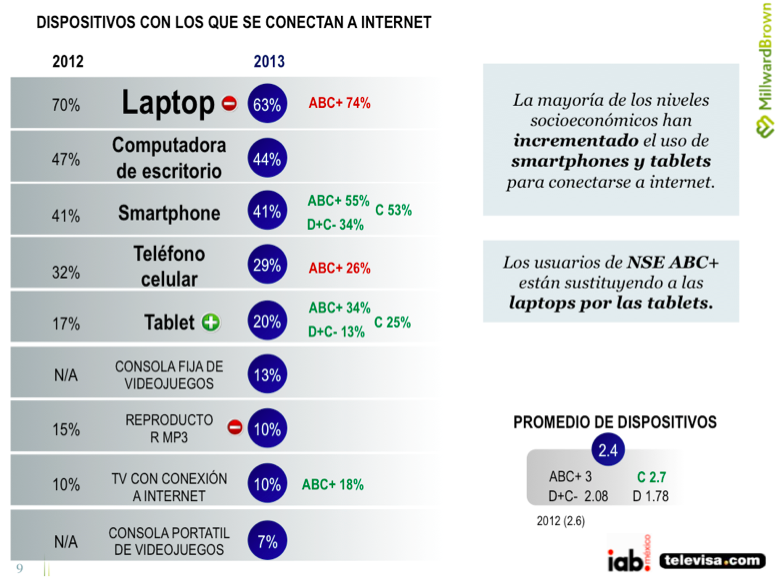 DISPOSITIVOS CON LOS QUE SE CONECTAN A INTERNET
2012
2013
70%
Laptop
63%
ABC+ 74%
47%
Computadora
de escritorio
44%
41%
Smartphone
41%
ABC+ 55%
C 53%
D+C- 34%
32%
Teléfono
celular
29%
ABC+ 26%
17%
Tablet
20%
ABC+ 34%
C 25%
D+C- 13%
N/A
CONSOLA FIJA DE
VIDEOJUEGOS
13%
15%
REPRODUCTO
R MP3
10%
10%
TV CON CONEXIÓN
A INTERNET
10%
ABC+ 18%
N/A
CONSOLA PORTATIL
DE VIDEOJUEGOS
7%
9
MillwardBrown
La mayoría de los niveles
socioeconómicos han
incrementado el uso de
smartphones y tablets
para conectarse a internet.
Los usuarios de NSE ABC+
están sustituyendo a las
laptops por las tablets.
PROMEDIO DE DISPOSITIVOS
2.4
ABC+ 3
C 2.7
D+C- 2.08
D 1.78
2012 (2.6)
iab.
méxico
televisa.com